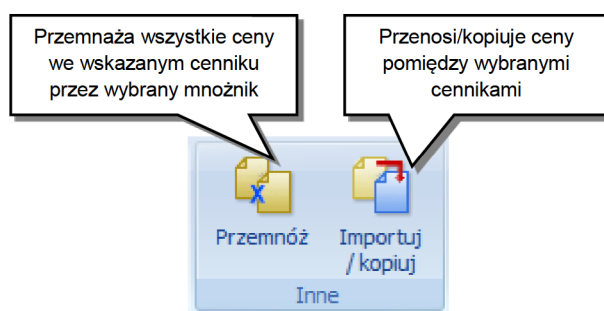 Przemnaża wszystkie ceny
we wskazanym cenniku
przez wybrany mnożnik
Przenosi/kopiuje ceny
pomiędzy wybranymi
cennikami
x
Przemnóż
Importuj
/ kopiuj
Inne